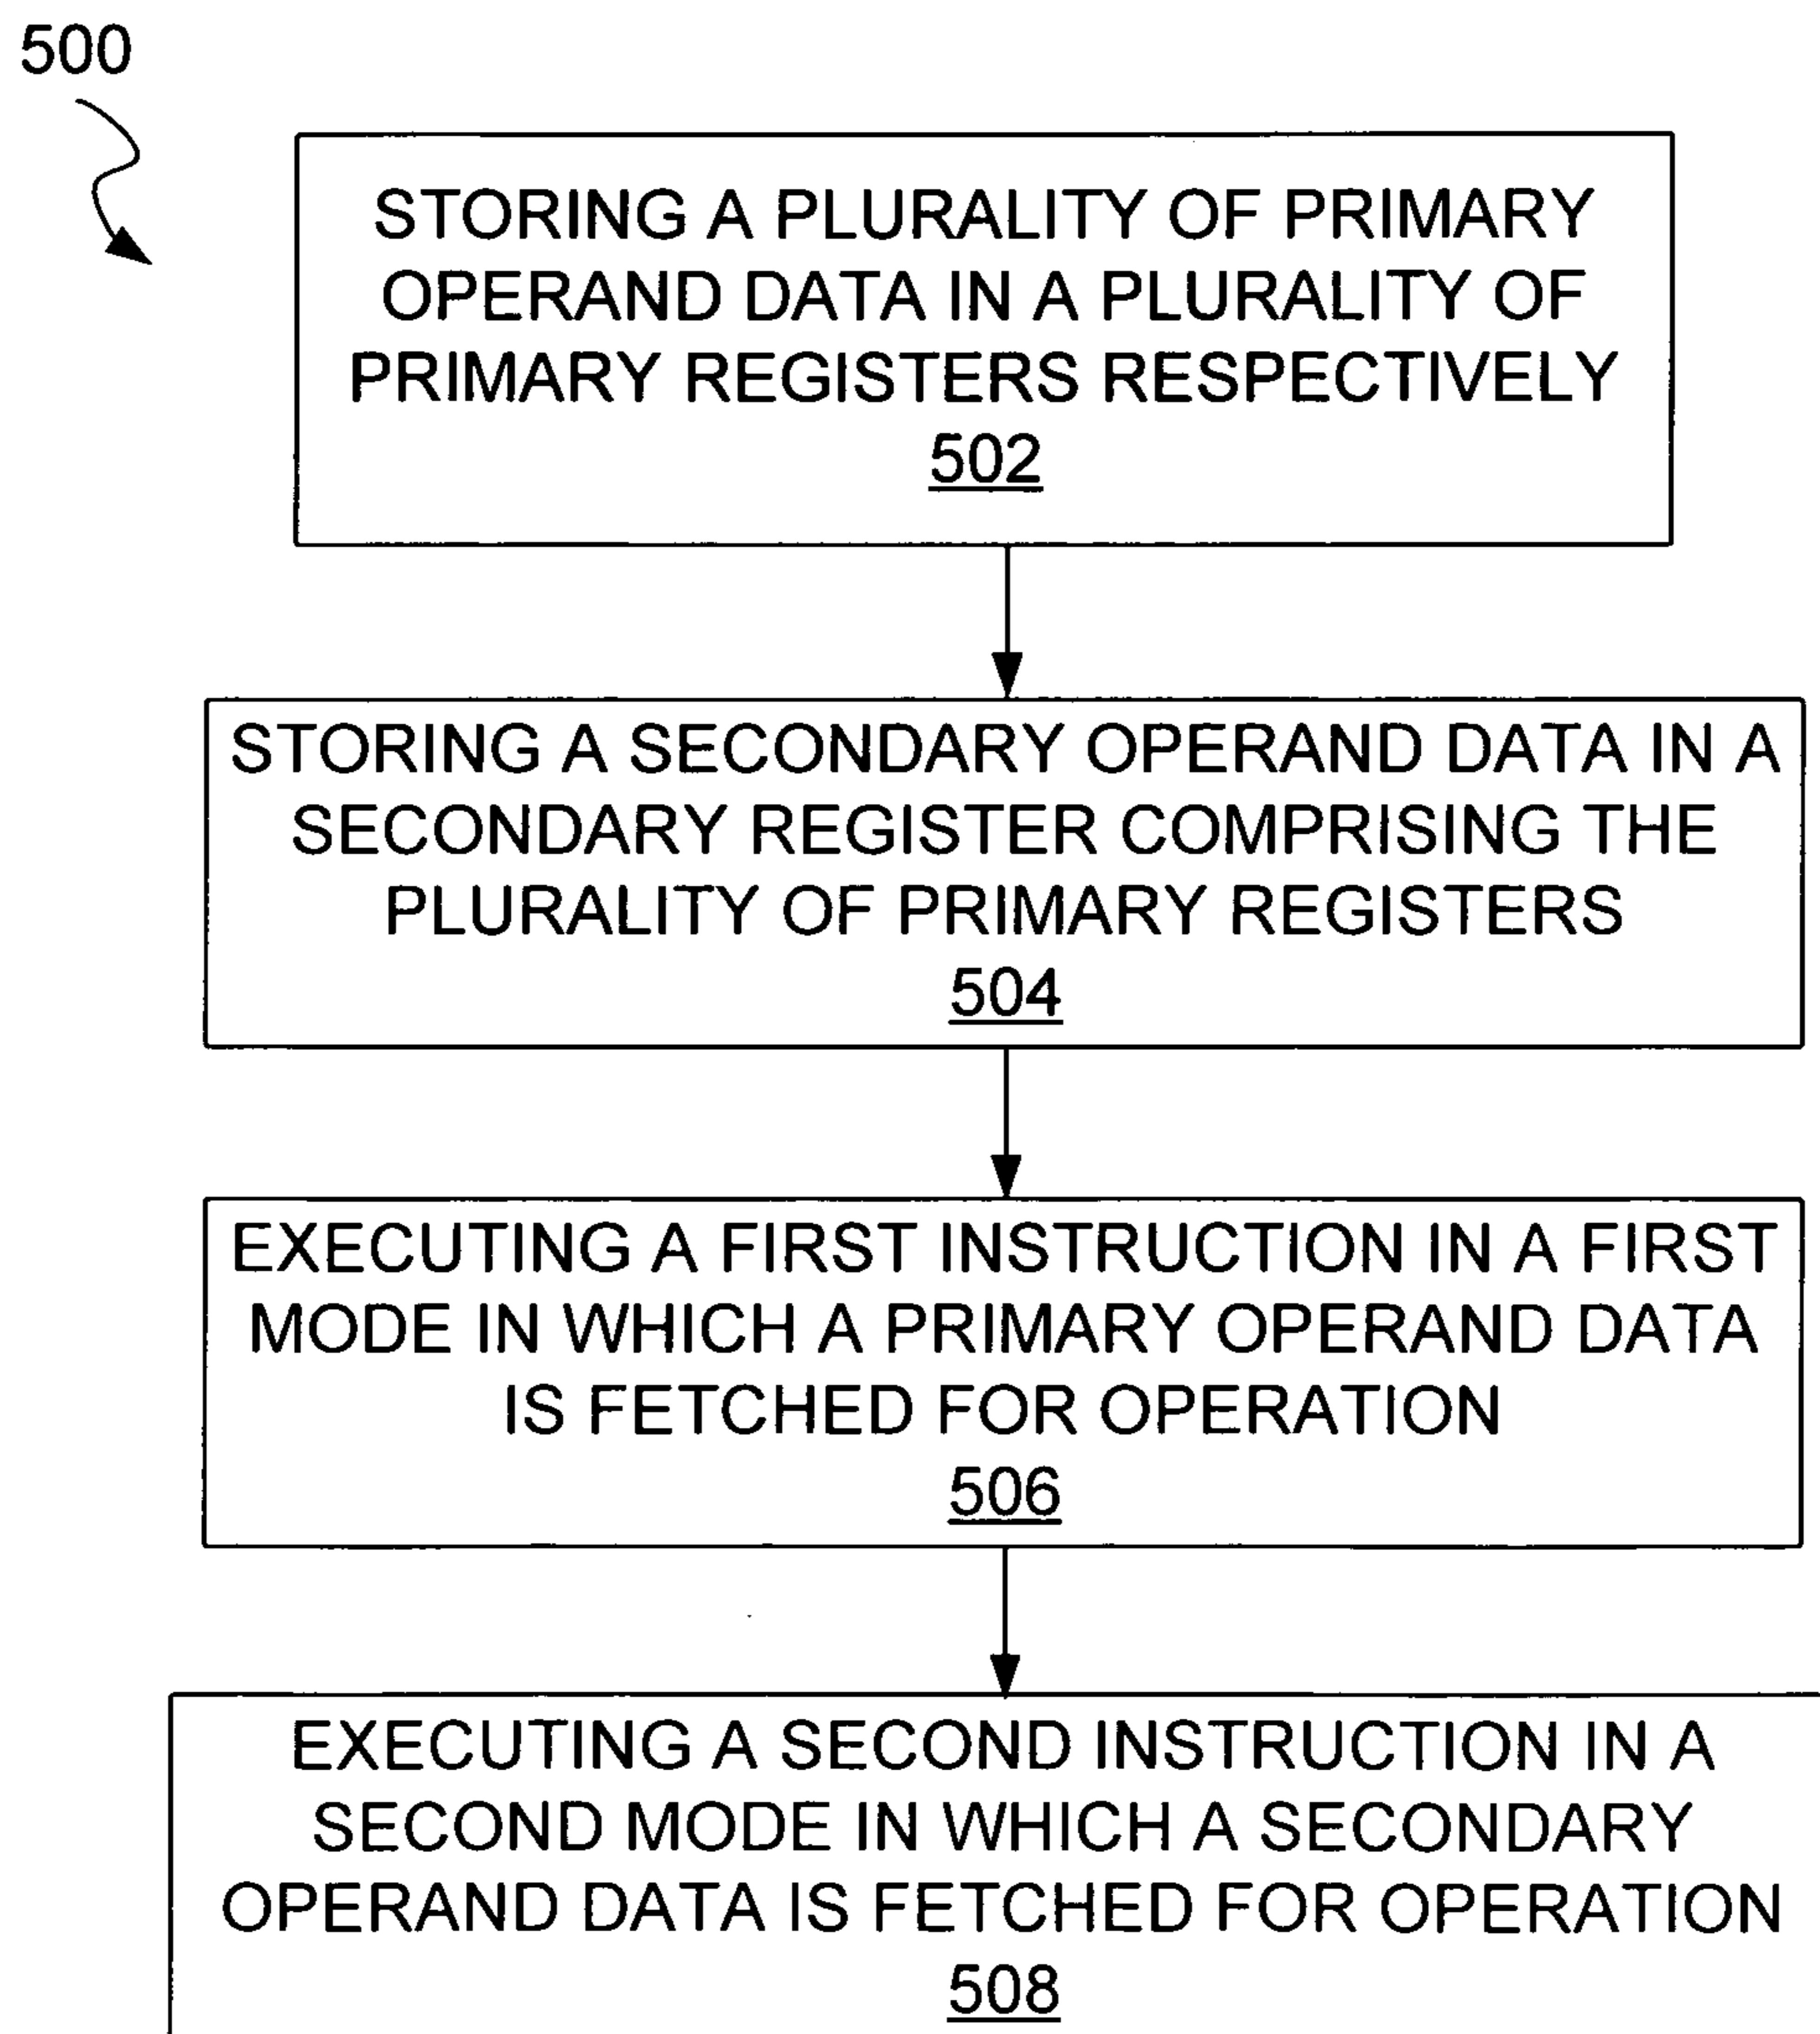 500
STORING A PLURALITY OF PRIMARY
OPERAND DATA IN A PLURALITY OF
PRIMARY REGISTERS RESPECTIVELY
502
STORING A SECONDARY OPERAND DATA IN A
SECONDARY REGISTER COMPRISING THE
PLURALITY OF PRIMARY REGISTERS
504
EXECUTING A FIRST INSTRUCTION IN A FIRST
MODE IN WHICH A PRIMARY OPERAND DATA
IS FETCHED FOR OPERATION
506
EXECUTING A SECOND INSTRUCTION IN A
SECOND MODE IN WHICH A SECONDARY
OPERAND DATA IS FETCHED FOR OPERATION
508